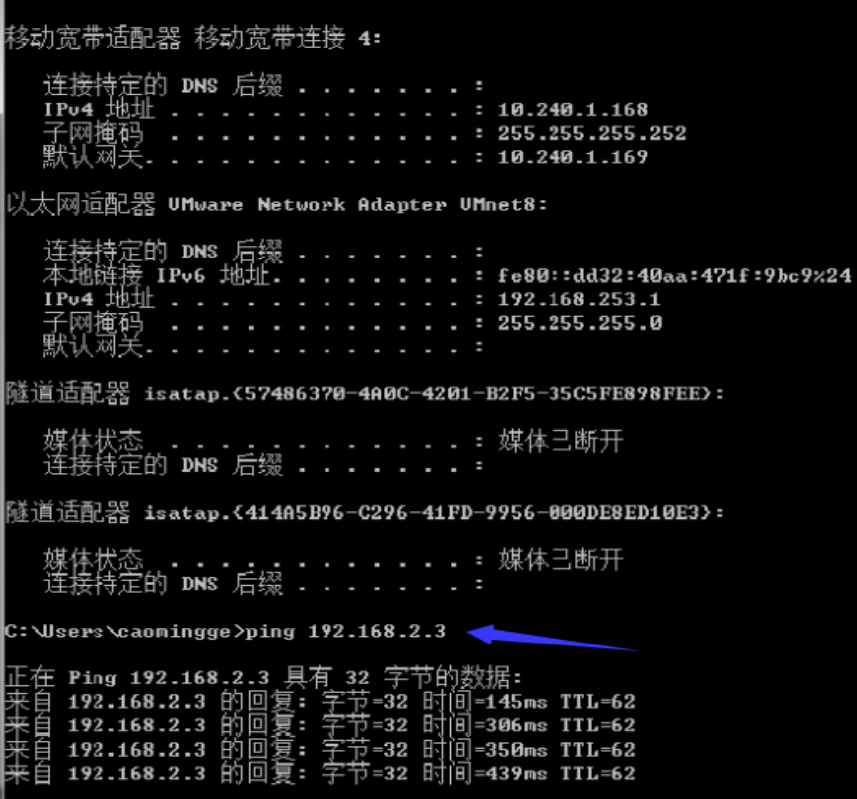 移动宽带适配器 移动宽带连接 4:
连接特定的 DNS 后缀 . . . . . . . :
IPv4 地址 . . . . . . . . . . . . : 10.240.1.168
子网掩码 . . . . . . . . . . . . : 255.255.255.252
默认网关. . . . . . . . . . . . . : 10.240.1.169
以太网适配器 VMware Network Adapter VMnet8:
连接特定的 DNS 后缀 . . . . . . . :
本地链接 IPv6 地址. . . . . . . . : fe80::dd32:40aa:471f:9bc9%24
IPv4 地址 . . . . . . . . . . . . : 192.168.253.1
子网掩码 . . . . . . . . . . . . : 255.255.255.0
默认网关. . . . . . . . . . . . . :
隧道适配器 isatap.{57486370-4A0C-4201-B2F5-35C5FE898FEE}:
媒体状态 . . . . . . . . . . . . : 媒体已断开
连接特定的 DNS 后缀 . . . . . . . :
隧道适配器 isatap.{414A5B96-C296-41FD-9956-000DE8ED10E3}:
媒体状态 . . . . . . . . . . . . : 媒体已断开
连接特定的 DNS 后缀 . . . . . . . :
C:\Users\caomingge>ping 192.168.2.3
正在 Ping 192.168.2.3 具有 32 字节的数据:
来自 192.168.2.3 的回复: 字节=32 时间=145ms TTL=62
来自 192.168.2.3 的回复: 字节=32 时间=306ms TTL=62
来自 192.168.2.3 的回复: 字节=32 时间=350ms TTL=62
来自 192.168.2.3 的回复: 字节=32 时间=439ms TTL=62